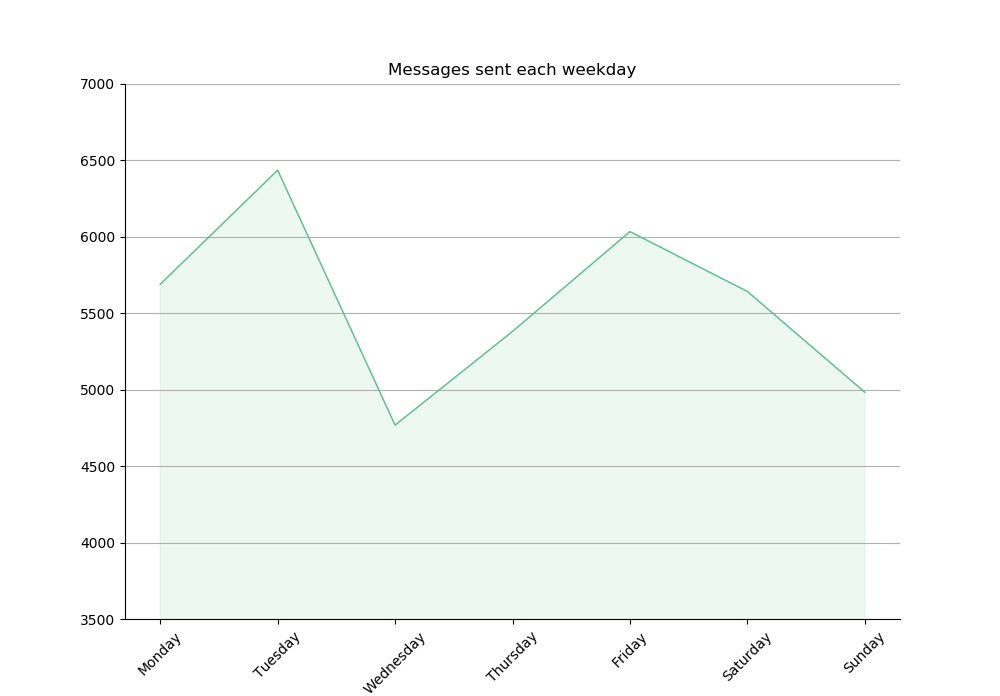 Messages sent each weekday
7000
6500
6000
5500
5000
4500
4000
3500
Monday
Tuesday
Wednesday
Thursday
Friday
Saturday
Sunday